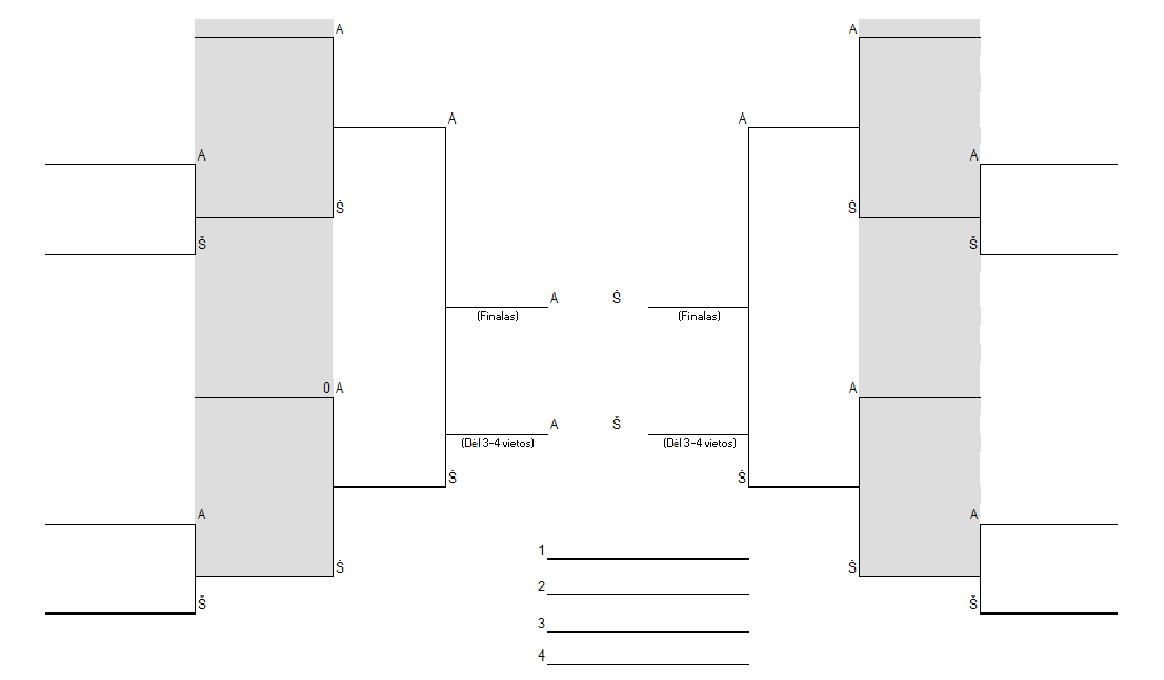 A A
A A
A A
Š Š
Š Š
A Š
(Finalas) (Finalas)
0 A A
A Š
(Dėl 3-4 vietos) (Dėl 3-4 vietos)
Š Š
A A
1
Š Š
2
Š Š
3
4